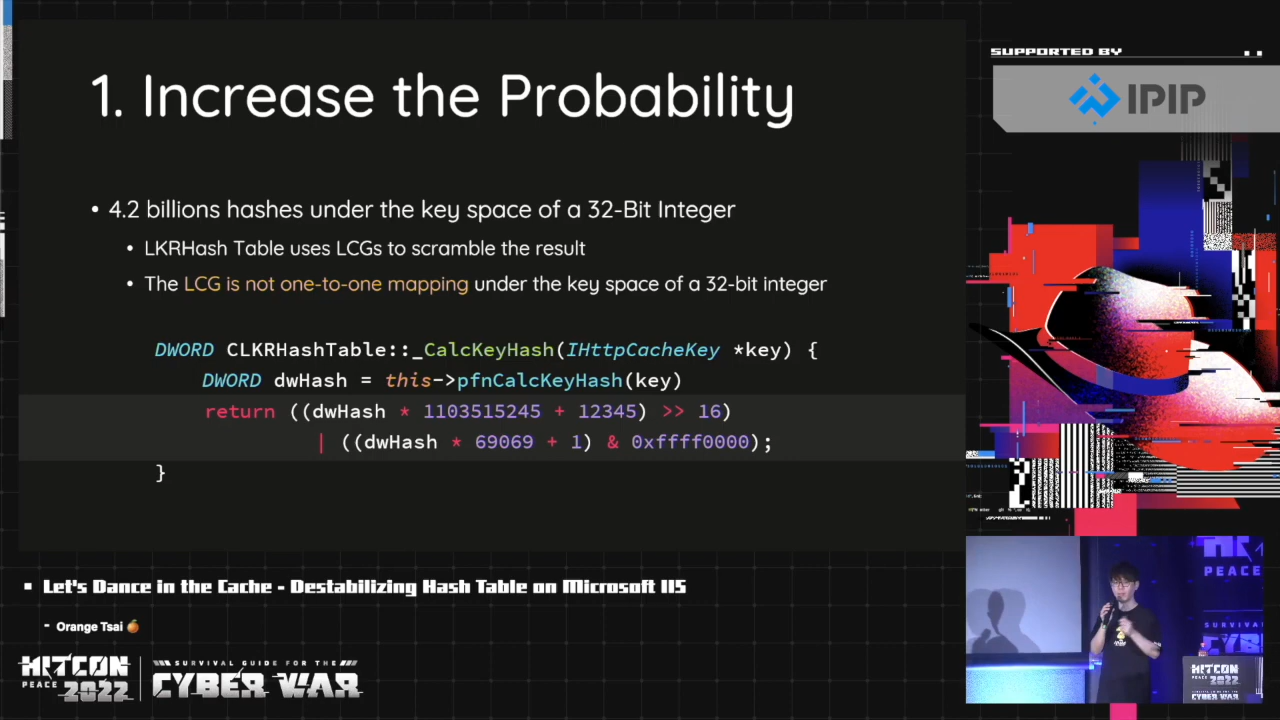 1. Increase the Probability
• 4.2 billions hashes under the key space of a 32-Bit Integer
• LKRHash Table uses LCGs to scramble the result
• The LCG is not one-to-one mapping under the key space of a 32-bit integer
DWORD CLKRHashTable::_CalcKeyHash(IHttpCacheKey *key) {
DWORD dwHash = this->pfnCalcKeyHash(key)
return ((dwHash * 1103515245 + 12345) >> 16)
| ((dwHash * 69069 + 1) & 0xffff0000);
}
SUPPORTED BY
IPIP
Let's Dance in the Cache - Destabilizing Hash Table on Microsoft IIS
- Orange Tsai 🍊
HITCON
PEACE 2022
SURVIVAL GUIDE FOR THE
CYBER WAR
PEACE
HITCON
PEACE 2022